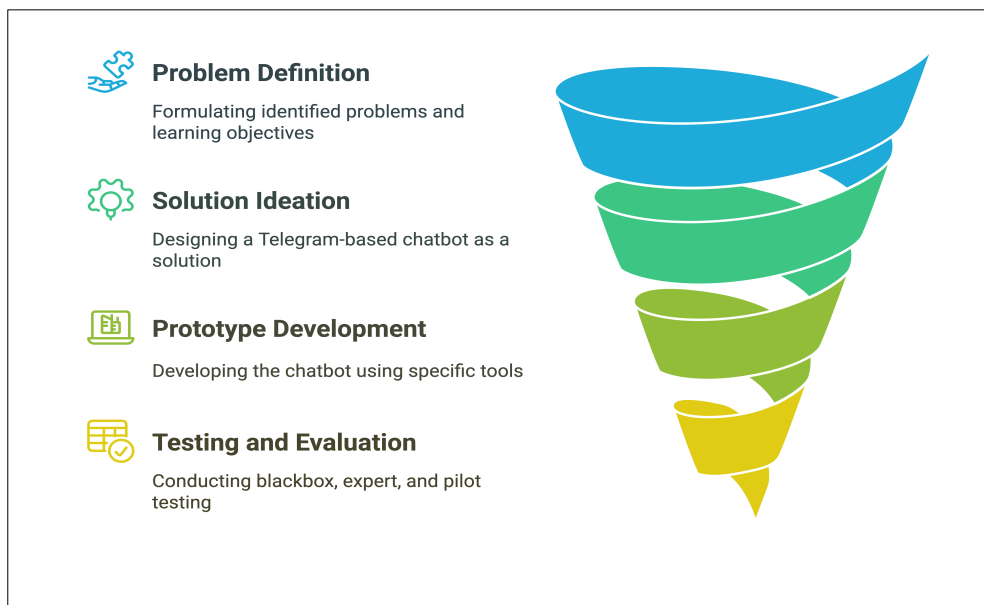 Problem Definition
Formulating identified problems and
learning objectives
Solution Ideation
Designing a Telegram-based chatbot as a
solution
Prototype Development
Developing the chatbot using specific tools
Testing and Evaluation
Conducting blackbox, expert, and pilot
testing